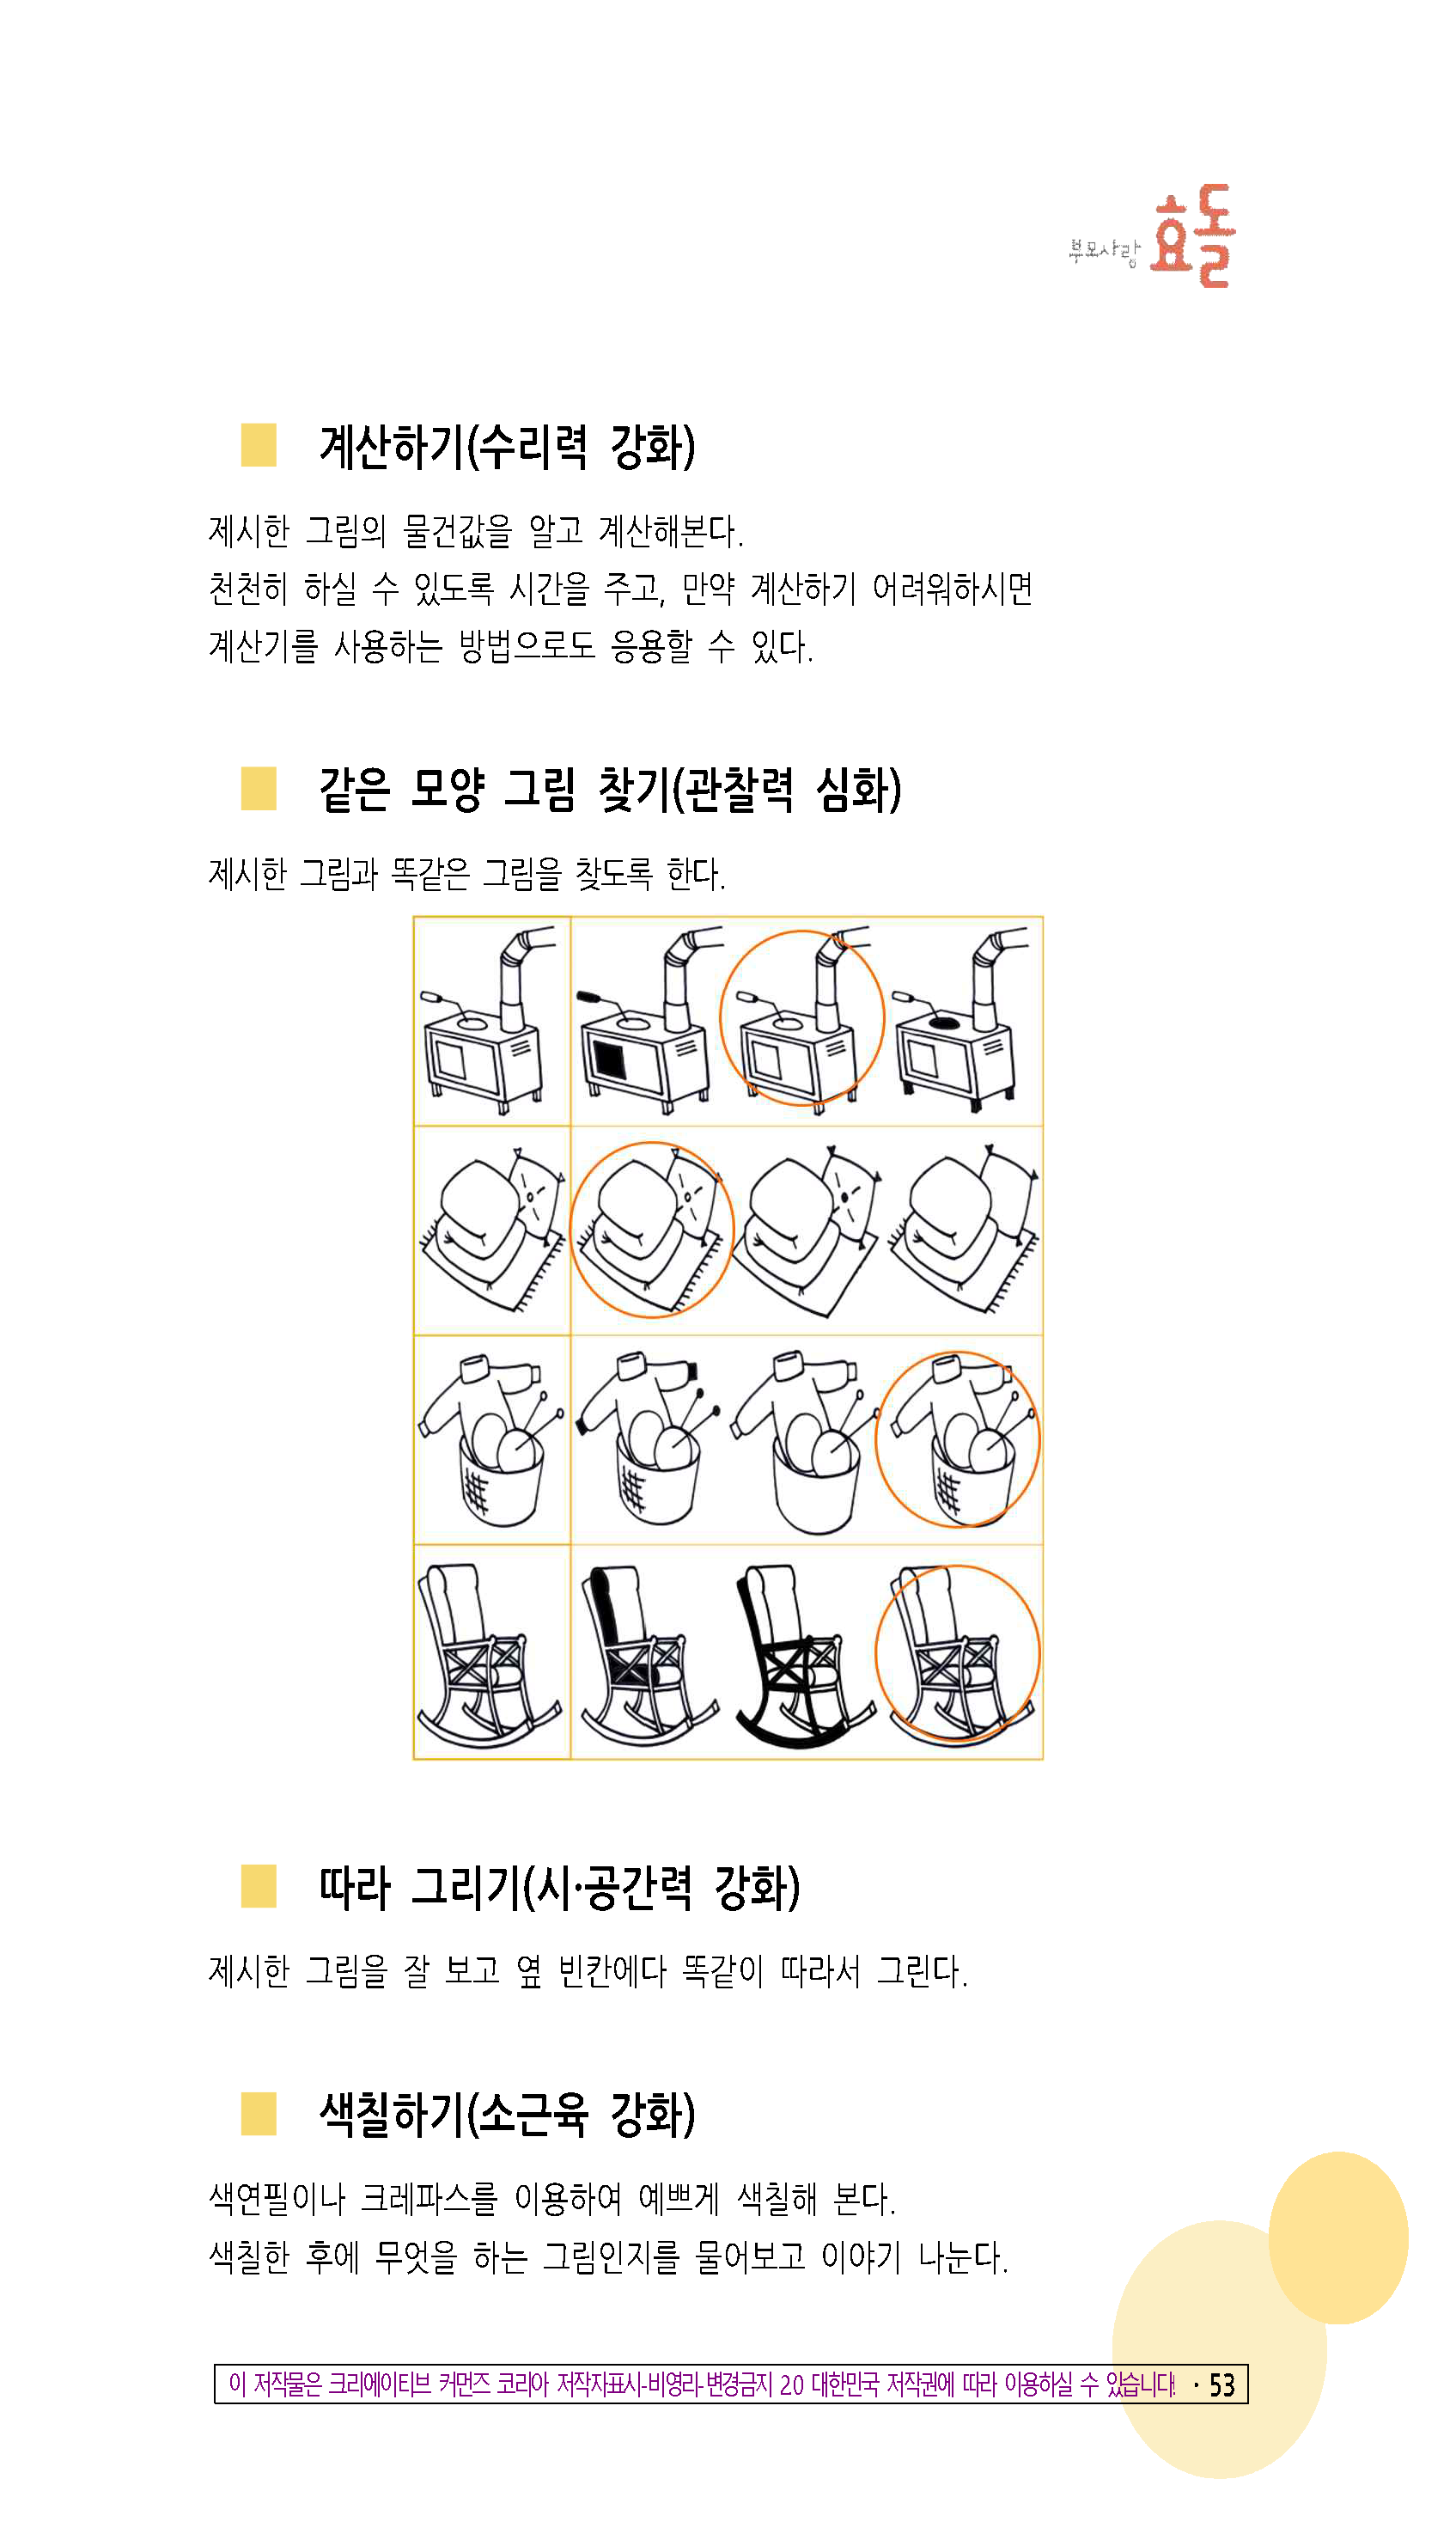 부모사랑 효돌
계산하기(수리력 강화)
제시한 그림의 물건값을 알고 계산해본다.
천천히 하실 수 있도록 시간을 주고, 만약 계산하기 어려워하시면
계산기를 사용하는 방법으로도 응용할 수 있다.
같은 모양 그림 찾기(관찰력 심화)
제시한 그림과 똑같은 그림을 찾도록 한다.
따라 그리기(시·공간력 강화)
제시한 그림을 잘 보고 옆 빈칸에다 똑같이 따라서 그린다.
색칠하기(소근육 강화)
색연필이나 크레파스를 이용하여 예쁘게 색칠해 본다.
색칠한 후에 무엇을 하는 그림인지를 물어보고 이야기 나눈다.
이 저작물은 크리에이티브 커먼즈 코리아 저작자표시-비영리-변경금지 2.0 대한민국 저작권에 따라 이용하실 수 있습니다! · 53